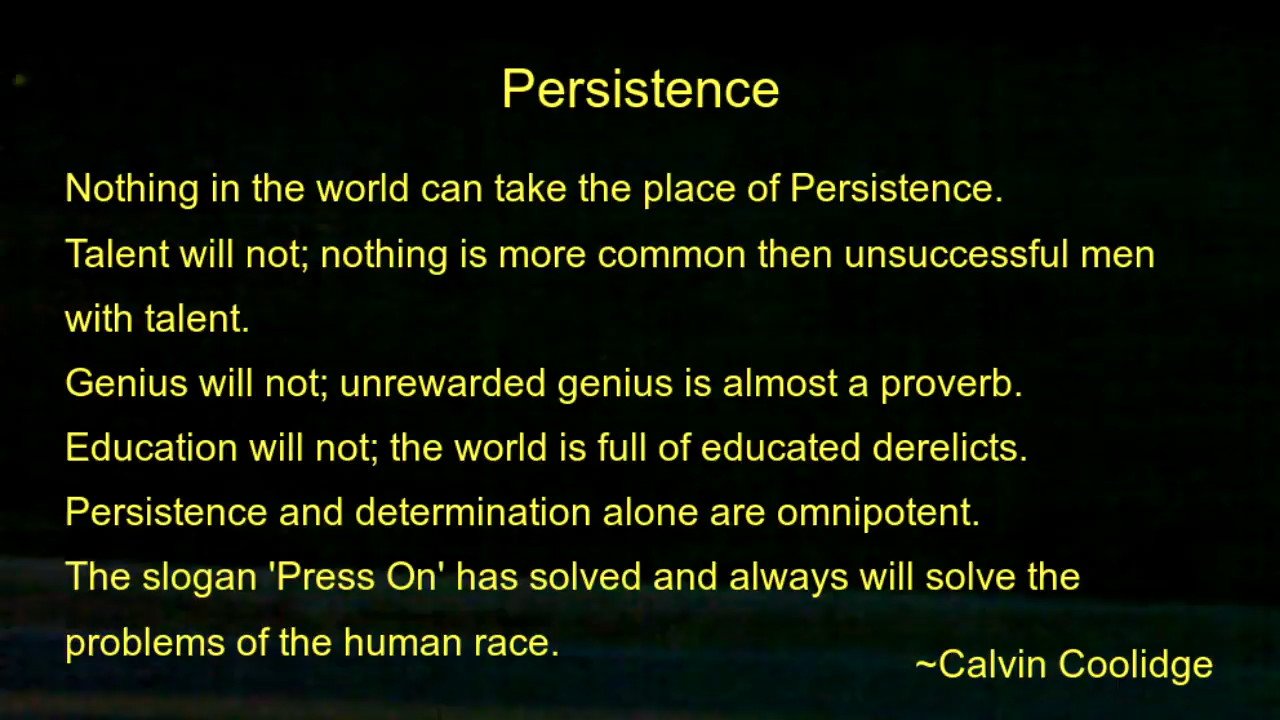 Persistence
Nothing in the world can take the place of Persistence.
Talent will not; nothing is more common then unsuccessful men
with talent.
Genius will not; unrewarded genius is almost a proverb.
Education will not; the world is full of educated derelicts.
Persistence and determination alone are omnipotent.
The slogan 'Press On' has solved and always will solve the
problems of the human race.
~Calvin Coolidge